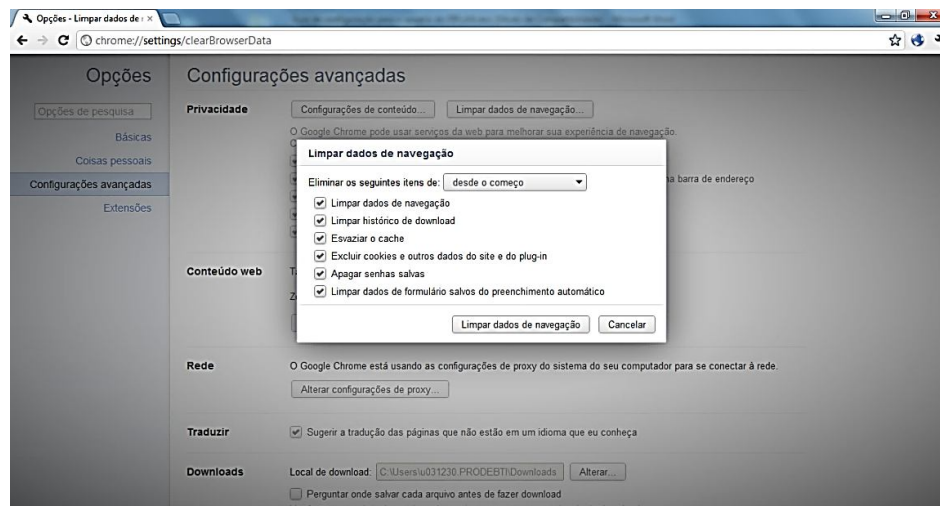 Opções - Limpar dados de
chrome://settings/clearBrowserData
Opções
Configurações avançadas
Opções de pesquisa
Básicas
Coisas pessoais
Configurações avançadas
Extensões
Privacidade
Configurações de conteúdo...
Limpar dados de navegação...
O Google Chrome pode usar serviços da web para melhorar sua experiência de navegação.
barra de endereço
Limpar dados de navegação
Eliminar os seguintes itens de: desde o começo
Limpar dados de navegação
Limpar histórico de download
Esvaziar o cache
Excluir cookies e outros dados do site e do plug-in
Apagar senhas salvas
Limpar dados de formulário salvos do preenchimento automático
Limpar dados de navegação
Cancelar
Conteúdo web
Rede
O Google Chrome está usando as configurações de proxy do sistema do seu computador para se conectar à rede.
Alterar configurações de proxy...
Traduzir
Sugerir a tradução das páginas que não estão em um idioma que eu conheça
Downloads
Local de download: C:\Users\u031230.PRODEBTI\Downloads Alterar...
Perguntar onde salvar cada arquivo antes de fazer download